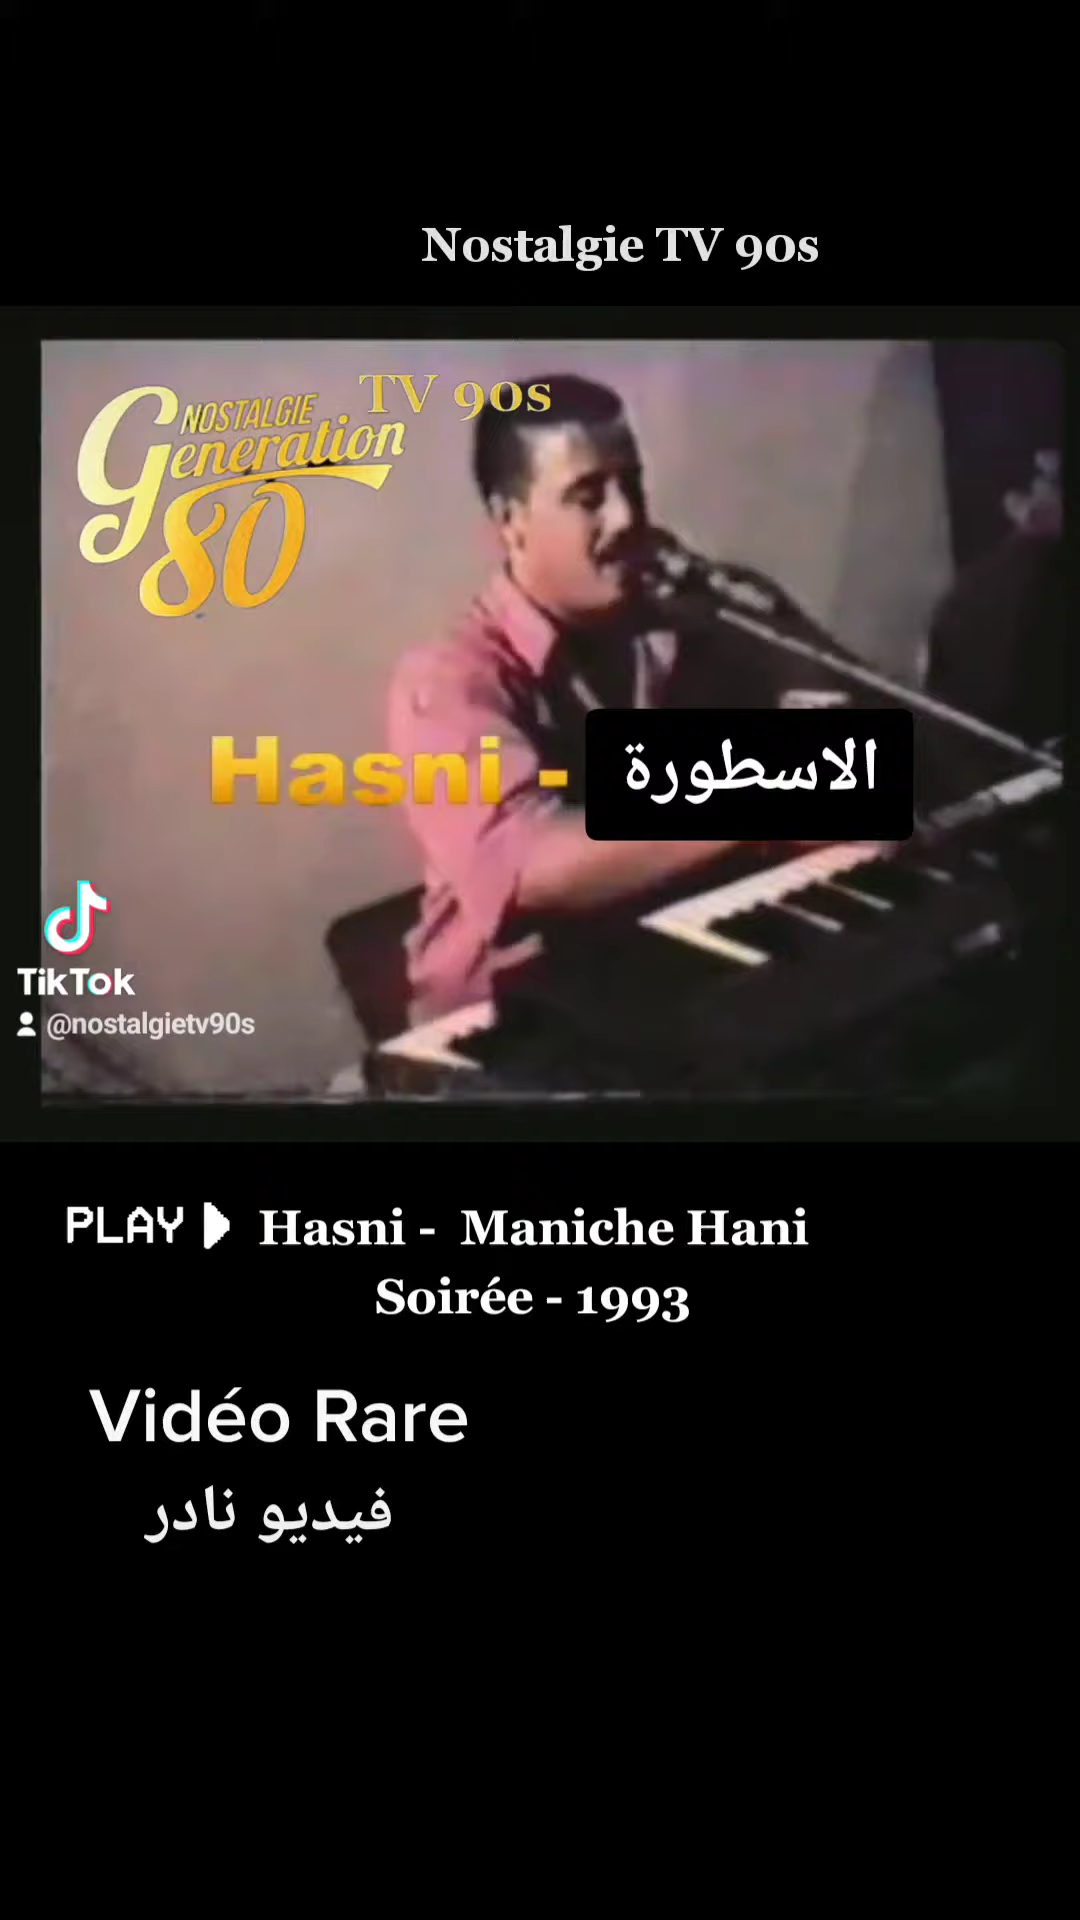 Nostalgie TV 90s
NOSTALGIE TV 90s
Generation
80
Hasni - الاسطورة
TikTok
@nostalgietv90s
PLAY Hasni - Maniche Hani
Soirée - 1993
Vidéo Rare
فيديو نادر